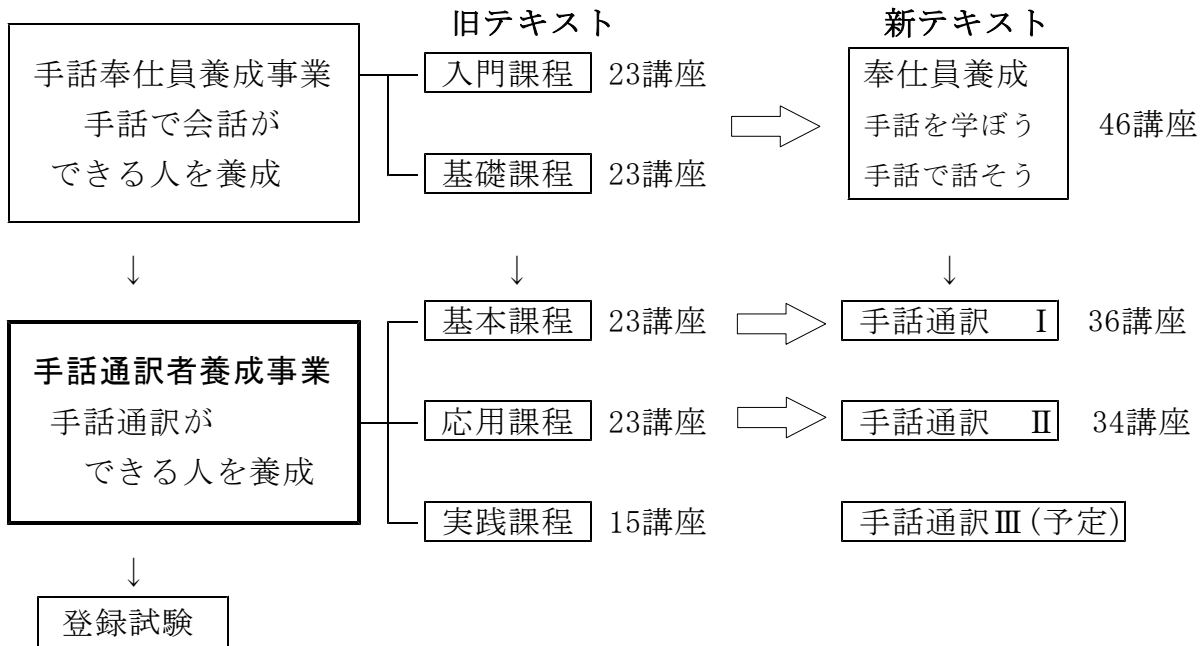 旧テキスト 新テキスト
手話奉仕員養成事業
手話で会話が
できる人を養成
入門課程 23講座
基礎課程 23講座
奉仕員養成
手話を学ぼう
手話で話そう
46講座
↓ ↓ ↓
手話通訳者養成事業
手話通訳が
できる人を養成
基本課程 23講座
手話通訳 Ⅰ 36講座
応用課程 23講座
手話通訳 Ⅱ 34講座
実践課程 15講座
手話通訳Ⅲ(予定)
↓
登録試験